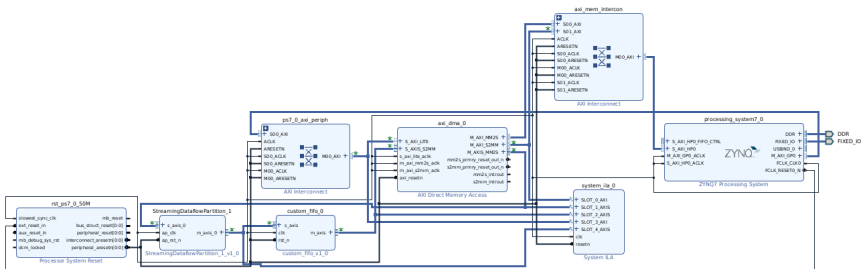 axi_mem_intercon
S00_AXI
S01_AXI
ACLK
ARESETN
S00_ACLK
S00_ARESETN
M00_ACLK
M00_ARESETN
S01_ACLK
S01_ARESETN
M00_AXI
AXI Interconnect
ps7_0_axi_periph
S00_AXI
ACLK
ARESETN
S00_ACLK
S00_ARESETN
M00_ACLK
M00_ARESETN
M00_AXI
AXI Interconnect
axi_dma_0
S_AXI_LITE
S_AXIS_S2MM
s_axi_lite_aclk
m_axi_mm2s_aclk
m_axi_s2mm_aclk
axi_resetn
M_AXI_MM2S
M_AXI_S2MM
M_AXIS_MM2S
mm2s_prmry_reset_out_n
s2mm_prmry_reset_out_n
mm2s_introut
s2mm_introut
AXI Direct Memory Access
processing_system7_0
S_AXI_HP0_FIFO_CTRL
S_AXI_HP0
M_AXI_GP0_ACLK
S_AXI_HP0_ACLK
ZYNQ
DDR
FIXED_IO
USBIND_0
M_AXI_GP0
FCLK_CLK0
FCLK_RESET0_N
ZYNQ7 Processing System
DDR
FIXED_IO
system_ila_0
SLOT_0_AXI
SLOT_1_AXIS
SLOT_2_AXIS
SLOT_3_AXIS
SLOT_4_AXIS
clk
resetn
System ILA
rst_ps7_0_50M
slowest_sync_clk
ext_reset_in
aux_reset_in
mb_debug_sys_rst
dcm_locked
mb_reset
bus_struct_reset[0:0]
peripheral_reset[0:0]
interconnect_aresetn[0:0]
peripheral_aresetn[0:0]
Processor System Reset
StreamingDataflowPartition_1
s_axis_0
ap_clk
ap_rst_n
m_axis_0
StreamingDataflowPartition_1_v1_0
custom_fifo_0
s_axis
clk
rst_n
m_axis
custom_fifo_v1_0